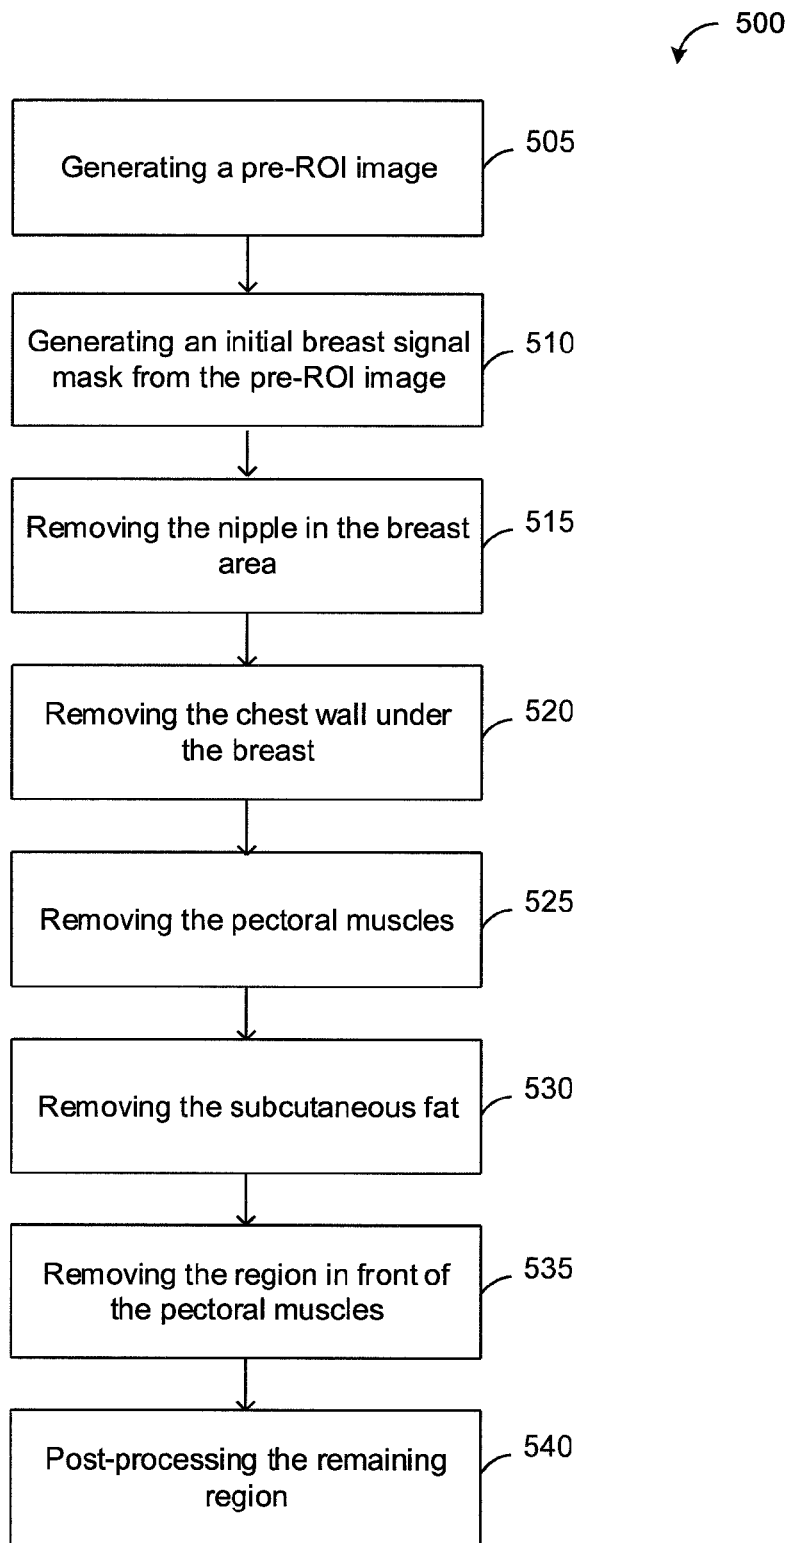 500
Generating a pre-ROI image
505
Generating an initial breast signal
mask from the pre-ROI image
510
Removing the nipple in the breast
area
515
Removing the chest wall under
the breast
520
Removing the pectoral muscles
525
Removing the subcutaneous fat
530
Removing the region in front of
the pectoral muscles
535
Post-processing the remaining
region
540